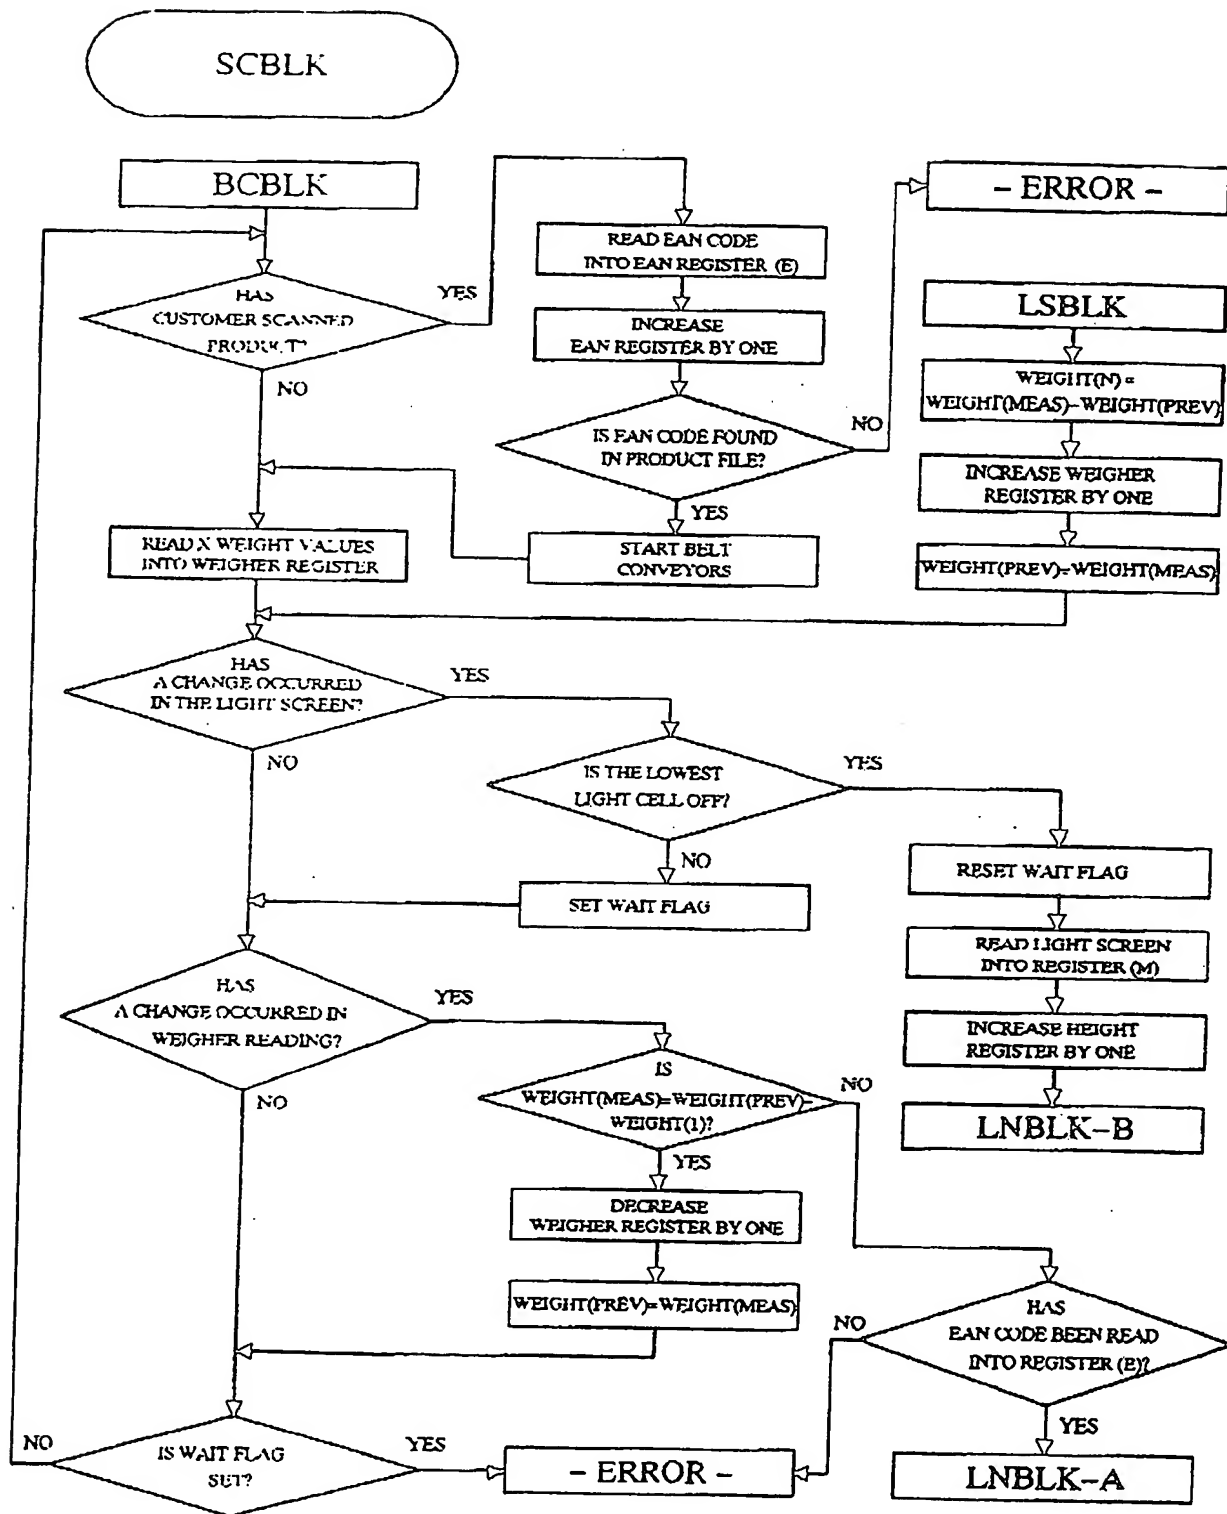 SCBLK
BCBLK
HAS
CUSTOMER SCANNED
PRODUCT?
YES
NO
READ EAN CODE
INTO EAN REGISTER (E)
INCREASE
EAN REGISTER BY ONE
IS EAN CODE FOUND
IN PRODUCT FILE?
NO
YES
START BELT
CONVEYORS
- ERROR -
LSBLK
WEIGHT(N) =
WEIGHT(MEAS)-WEIGHT(PREV)
INCREASE WEIGHER
REGISTER BY ONE
WEIGHT(PREV)=WEIGHT(MEAS)
READ X WEIGHT VALUES
INTO WEIGHER REGISTER
HAS
A CHANGE OCCURRED
IN THE LIGHT SCREEN?
YES
NO
IS THE LOWEST
LIGHT CELL OFF?
YES
NO
SET WAIT FLAG
RESET WAIT FLAG
READ LIGHT SCREEN
INTO REGISTER (M)
INCREASE HEIGHT
REGISTER BY ONE
LNBLK-B
HAS
A CHANGE OCCURRED IN
WEIGHER READING?
YES
NO
IS
WEIGHT(MEAS)=WEIGHT(PREV)-
WEIGHT(1)?
NO
YES
DECREASE
WEIGHER REGISTER BY ONE
WEIGHT(PREV)=WEIGHT(MEAS)
HAS
EAN CODE BEEN READ
INTO REGISTER (E)?
NO
YES
LNBLK-A
IS WAIT FLAG
SET?
NO
YES
- ERROR -